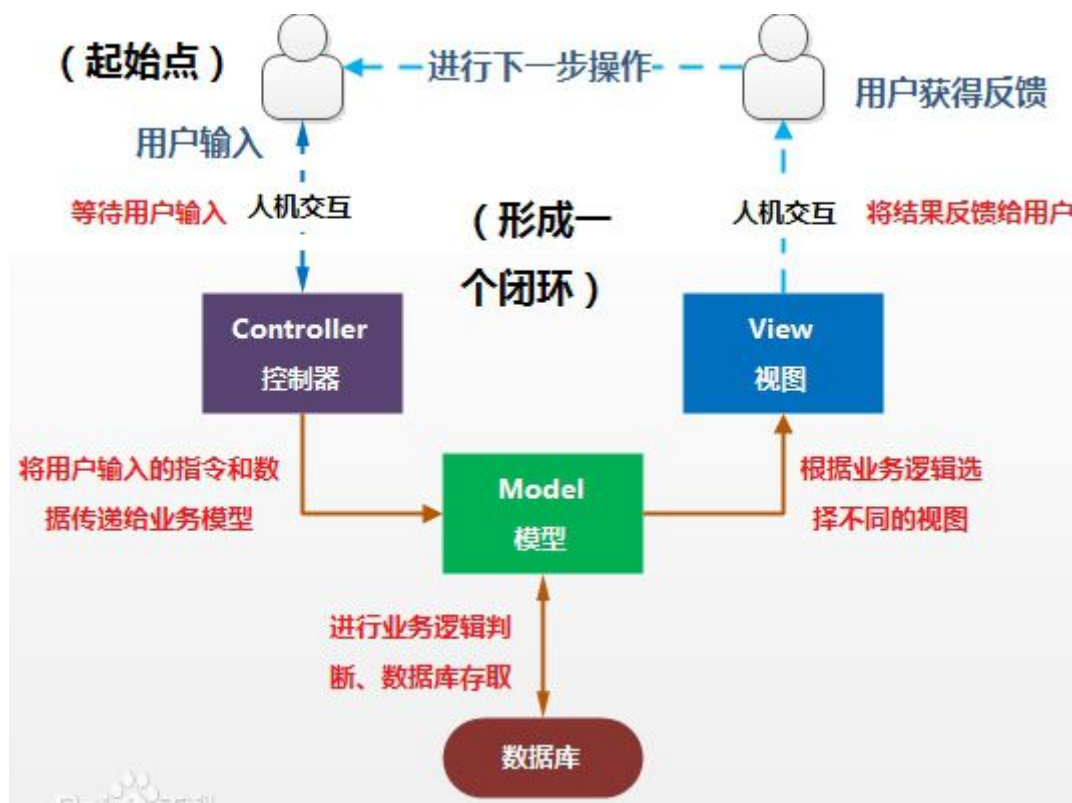 （起始点）
进行下一步操作
用户获得反馈
用户输入
等待用户输入
人机交互
（形成一
个闭环）
人机交互
将结果反馈给用户
Controller
控制器
View
视图
将用户输入的指令和数
据传递给业务模型
Model
模型
根据业务逻辑选
择不同的视图
进行业务逻辑判
断、数据库存取
数据库